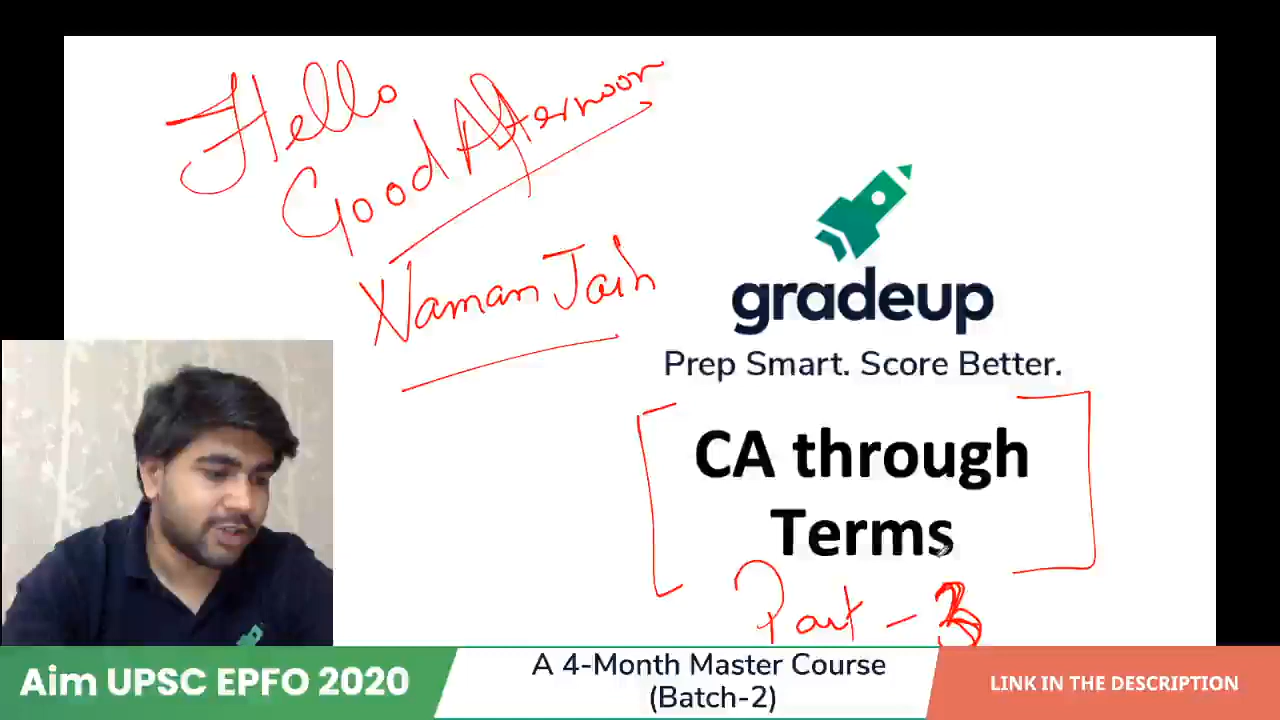 Hello
Good Afternoon
Naman Jain
gradeup
Prep Smart. Score Better.
CA through
Terms
Part - 3
Aim UPSC EPFO 2020
A 4-Month Master Course
(Batch-2)
LINK IN THE DESCRIPTION